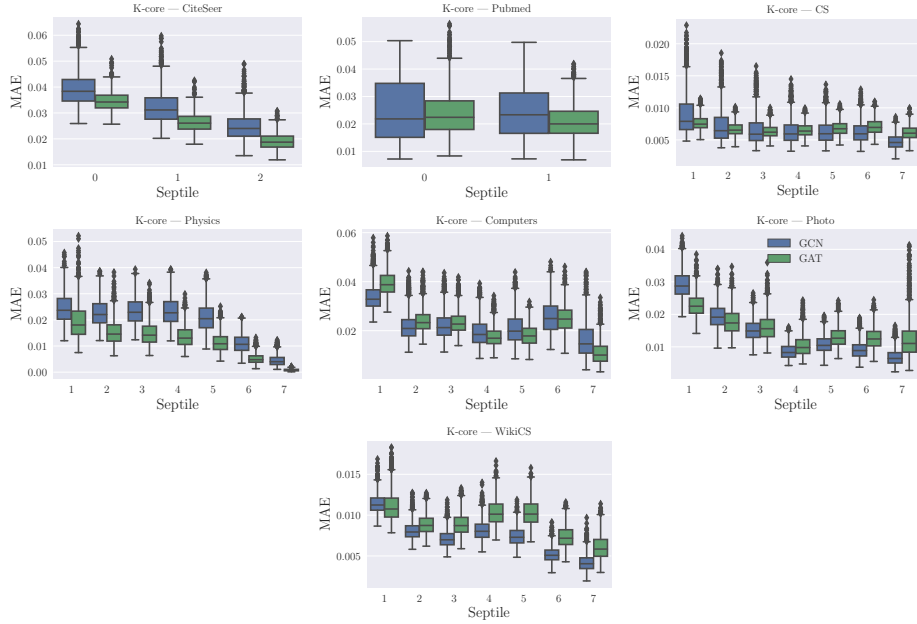 K-core — CiteSeer
MAE
0.06
0.05
0.04
0.03
0.02
0.01
0
1
2
Septile
K-core — Pubmed
MAE
0.05
0.04
0.03
0.02
0.01
0
1
Septile
K-core — CS
MAE
0.020
0.015
0.010
0.005
1 2 3 4 5 6 7
Septile
K-core — Physics
MAE
0.05
0.04
0.03
0.02
0.01
0.00
1 2 3 4 5 6 7
Septile
K-core — Computers
MAE
0.06
0.04
0.02
1 2 3 4 5 6 7
Septile
K-core — Photo
GCN
GAT
MAE
0.04
0.03
0.02
0.01
1 2 3 4 5 6 7
Septile
K-core — WikiCS
MAE
0.015
0.010
0.005
1 2 3 4 5 6 7
Septile